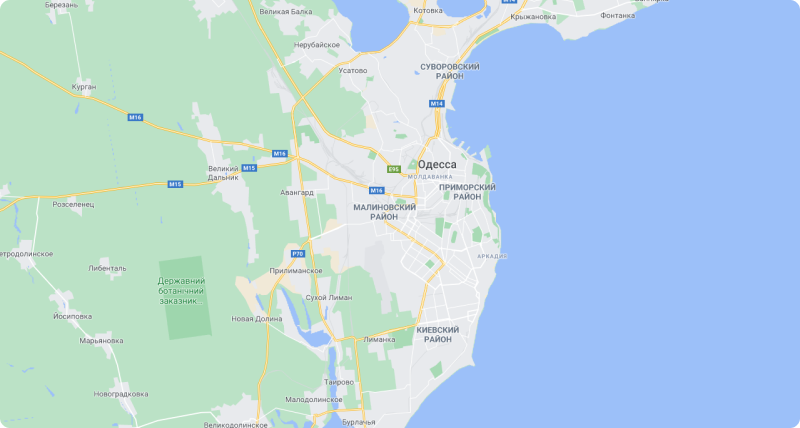 Березань
Великая Балка
Котовка
M14
Крыжановка
Фонтанка
Нерубайское
Усатово
СУВОРОВСКИЙ
РАЙОН
Курган
M14
M16
M16
Великий
Дальник
M15
E95
Одесса
МОЛДАВАНКА
M15
Авангард
M16
ПРИМОРСКИЙ
РАЙОН
Розселенец
МАЛИНОВСКИЙ
РАЙОН
етродолинское
P70
АРКАДИЯ
Либенталь
Прилиманское
Державний
ботанічний
заказник...
Сухой Лиман
Йосиповка
Новая Долина
КИЕВСКИЙ
РАЙОН
Марьяновка
Лиманка
Таирово
Новоградковка
Малодолинское
Великодолинское
Бурлачья